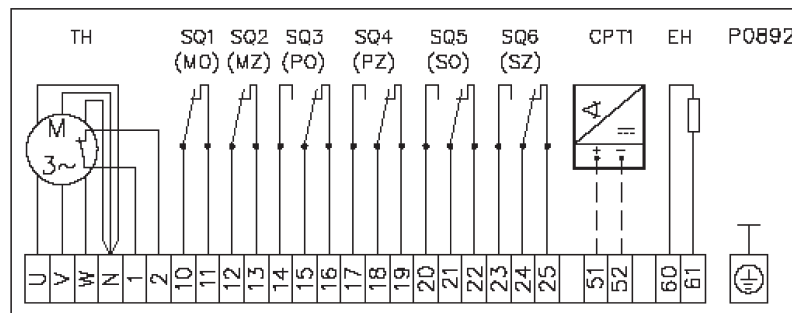 TH SQ1 SQ2 SQ3 SQ4 SQ5 SQ6 CPT1 EH P0892
(MO) (MZ) (PO) (PZ) (SO) (SZ)
M
3~
+ −
U V W N 1 2 10 11 12 13 14 15 16 17 18 19 20 21 22 23 24 25 51 52 60 61